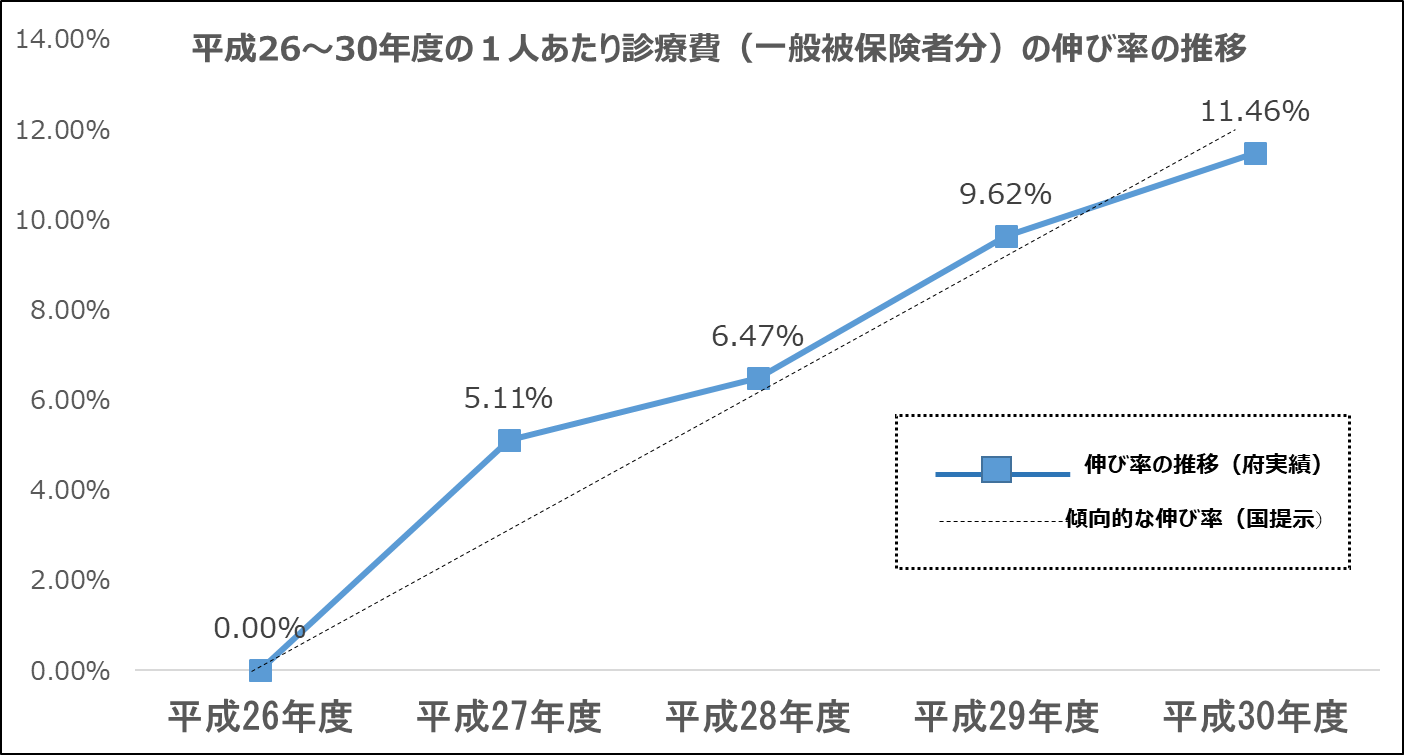 平成26～30年度の１人あたり診療費（一般被保険者分）の伸び率の推移
14.00%
12.00%
10.00%
8.00%
6.00%
4.00%
2.00%
0.00%
0.00%
5.11%
6.47%
9.62%
11.46%
伸び率の推移（府実績）
傾向的な伸び率（国提示）
平成26年度
平成27年度
平成28年度
平成29年度
平成30年度